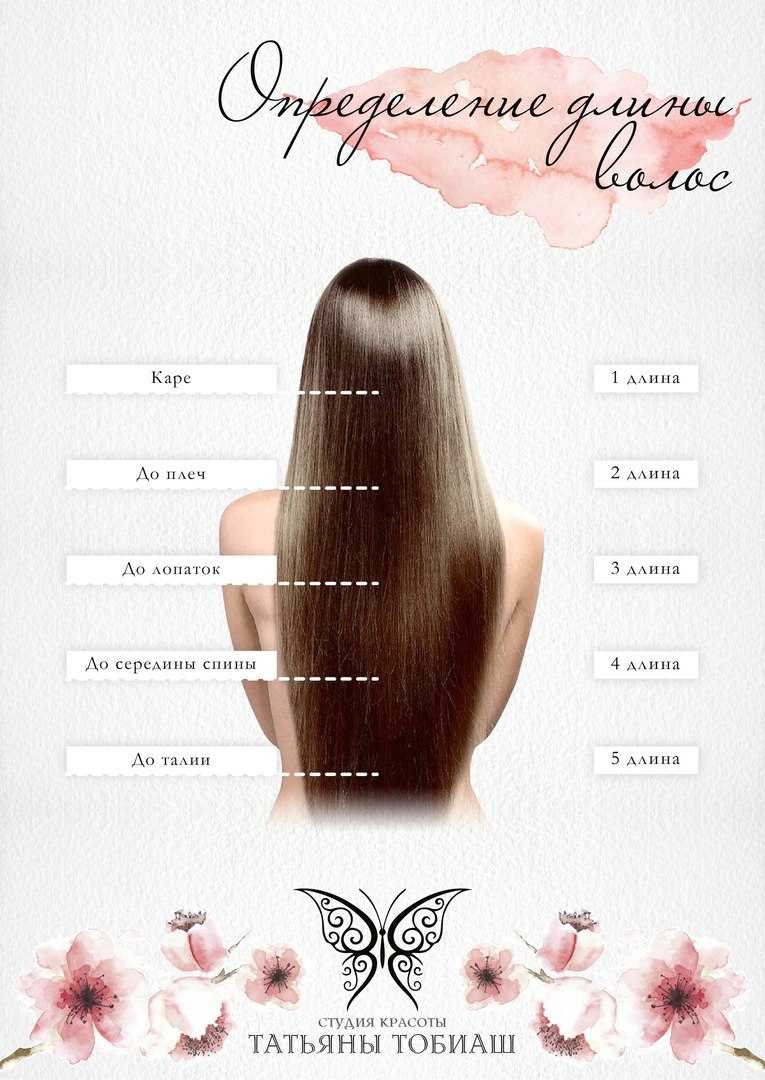 Определение длины
волос
Каре
1 длина
До плеч
2 длина
До лопаток
3 длина
До середины спины
4 длина
До талии
5 длина
СТУДИЯ КРАСОТЫ
ТАТЬЯНЫ ТОБИАШ